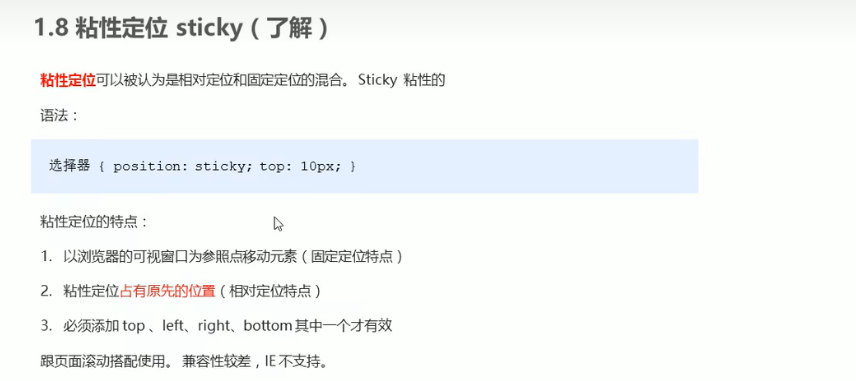 1.8 粘性定位 sticky（了解）
粘性定位可以被认为是相对定位和固定定位的混合。 Sticky 粘性的
语法：
选择器 { position: sticky; top: 10px; }
粘性定位的特点：
1. 以浏览器的可视窗口为参照点移动元素（固定定位特点）
2. 粘性定位占有原先的位置（相对定位特点）
3. 必须添加 top 、left、right、bottom 其中一个才有效
跟页面滚动搭配使用。 兼容性较差，IE 不支持。